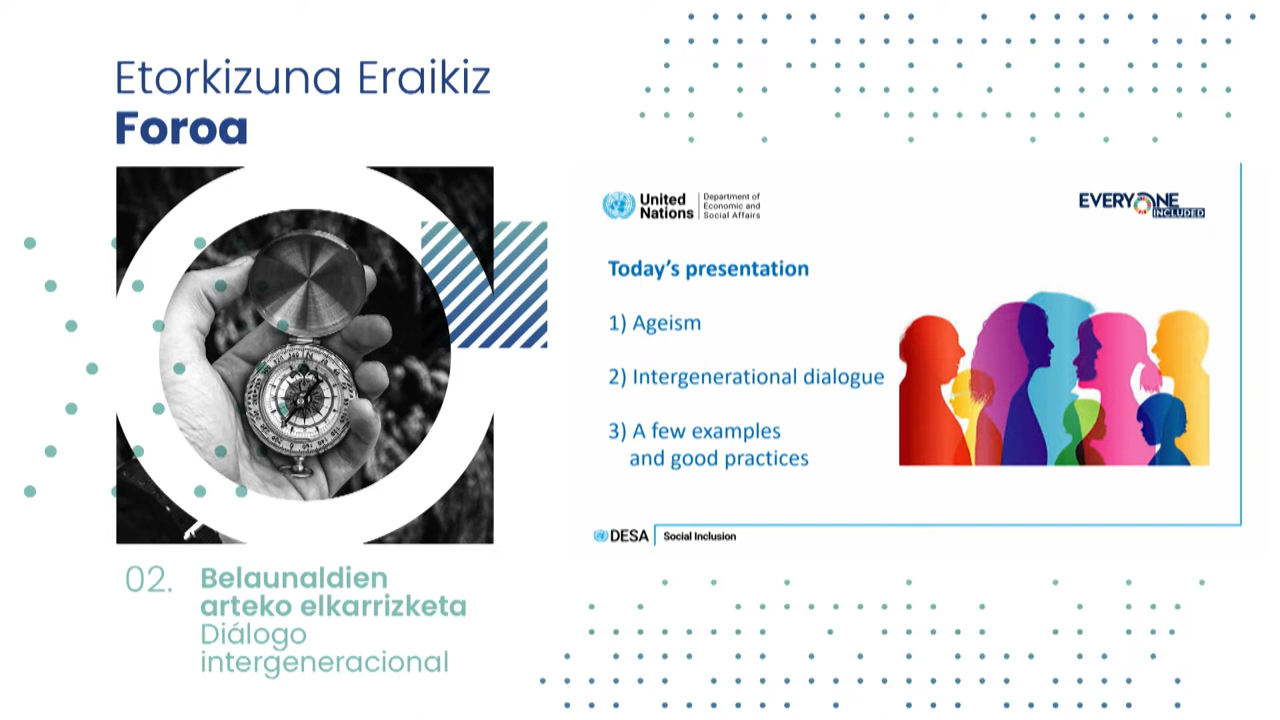 Etorkizuna Eraikiz
Foroa
02.
Belaunaldien
arteko elkarrizketa
Diálogo
intergeneracional
United
Nations
Department of
Economic and
Social Affairs
EVERYONE
INCLUDED
Today's presentation
1) Ageism
2) Intergenerational dialogue
3) A few examples
and good practices
DESA
Social Inclusion